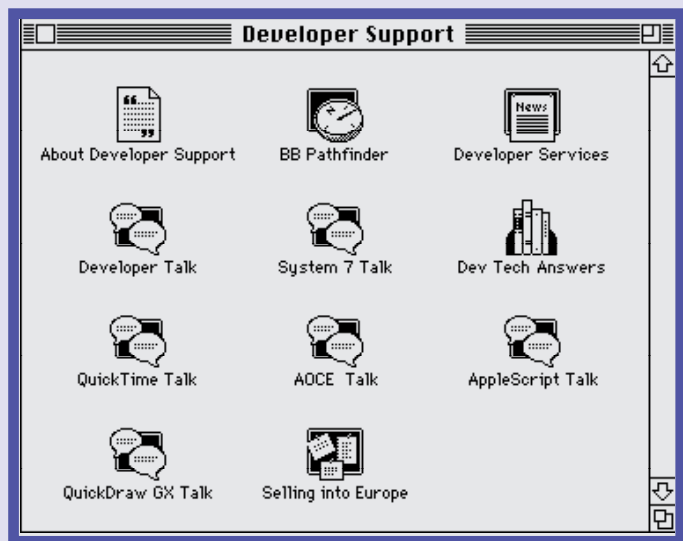 Developer Support
About Developer Support
BB Pathfinder
News
Developer Services
Developer Talk
System 7 Talk
Dev Tech Answers
QuickTime Talk
AOCE Talk
AppleScript Talk
QuickDraw GX Talk
Selling into Europe